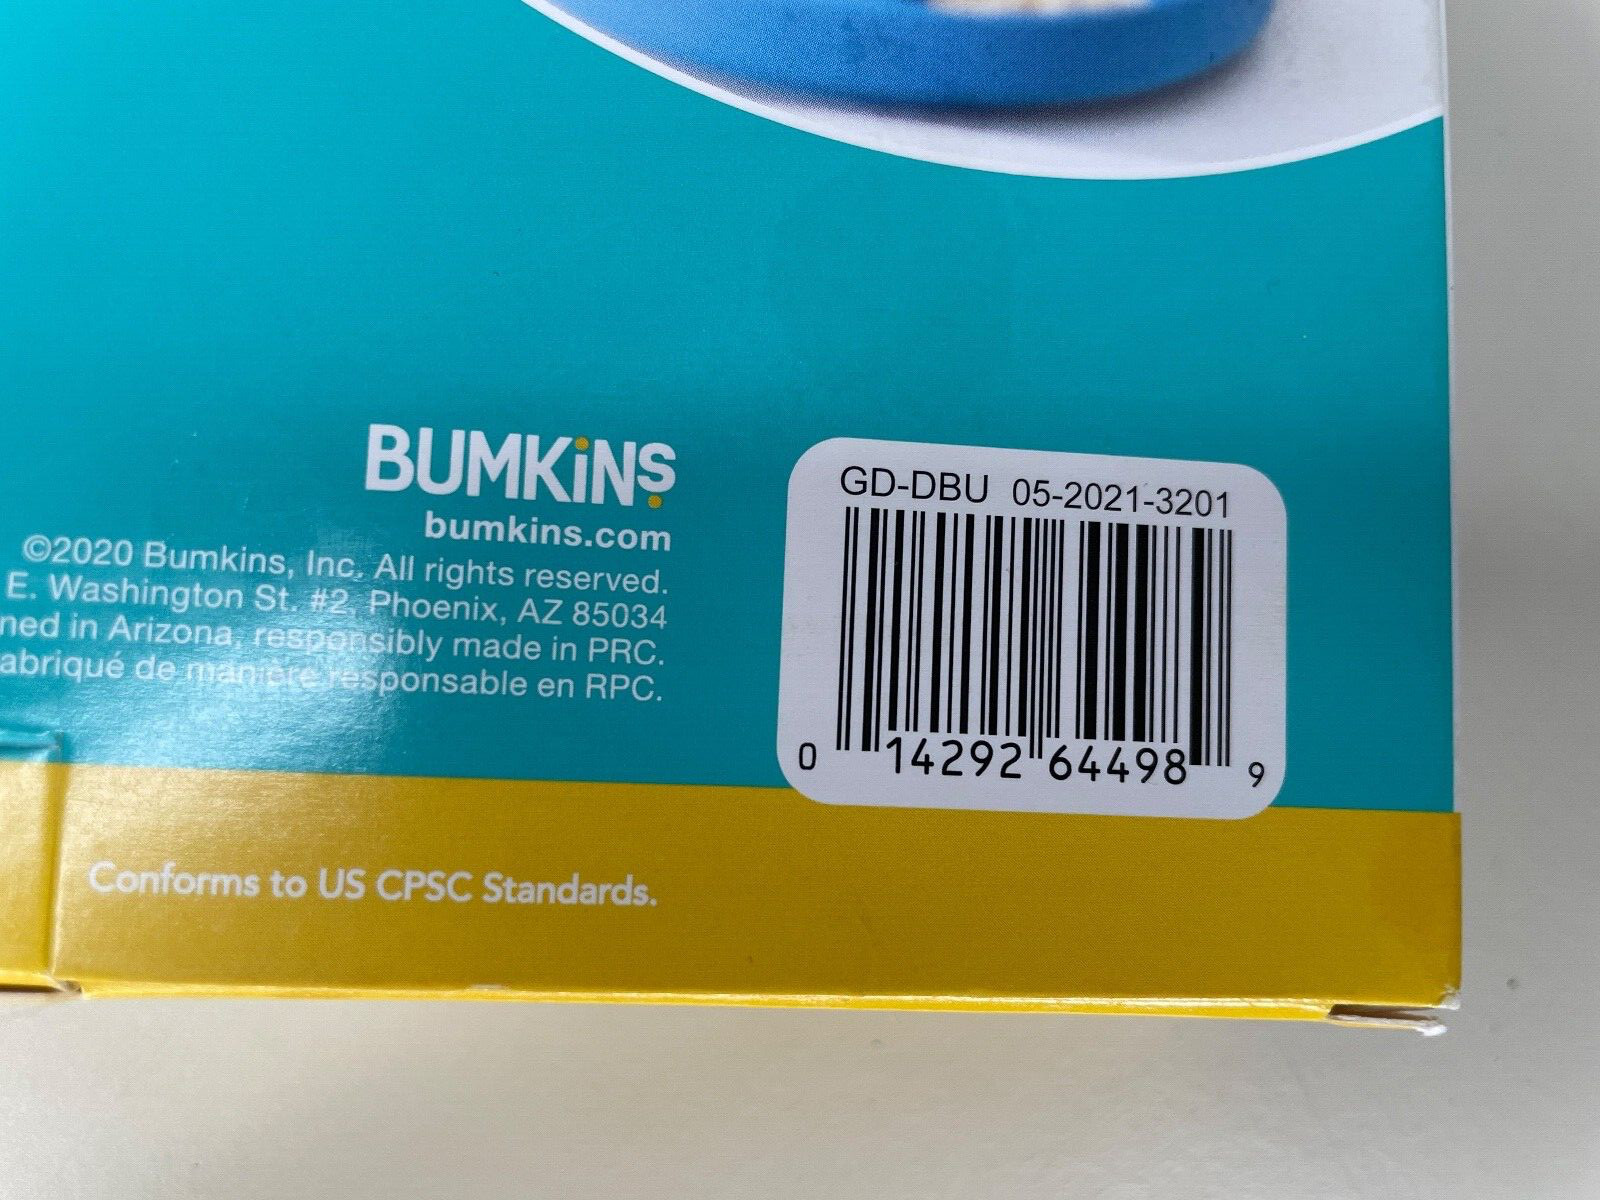 BUMKiNS
bumkins.com
©2020 Bumkins, Inc. All rights reserved.
E. Washington St. #2, Phoenix, AZ 85034
ned in Arizona, responsibly made in PRC.
abriqué de manière responsable en RPC.
GD-DBU 05-2021-3201
0 14292 64498 9
Conforms to US CPSC Standards.